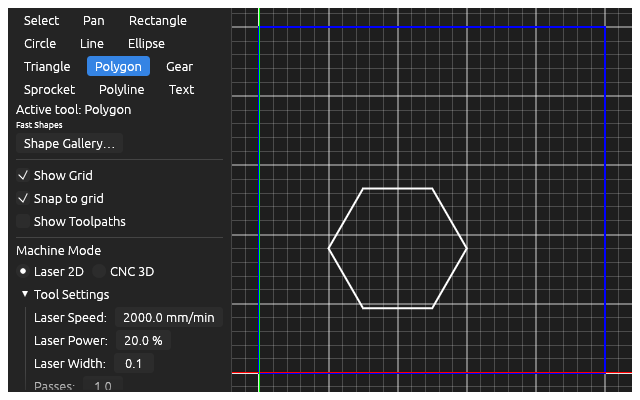 Select Pan Rectangle
Circle Line Ellipse
Triangle Polygon Gear
Sprocket Polyline Text
Active tool: Polygon
Fast Shapes
Shape Gallery...
Show Grid
Snap to grid
Show Toolpaths
Machine Mode
Laser 2D CNC 3D
Tool Settings
Laser Speed: 2000.0 mm/min
Laser Power: 20.0 %
Laser Width: 0.1
Passes: 1.0